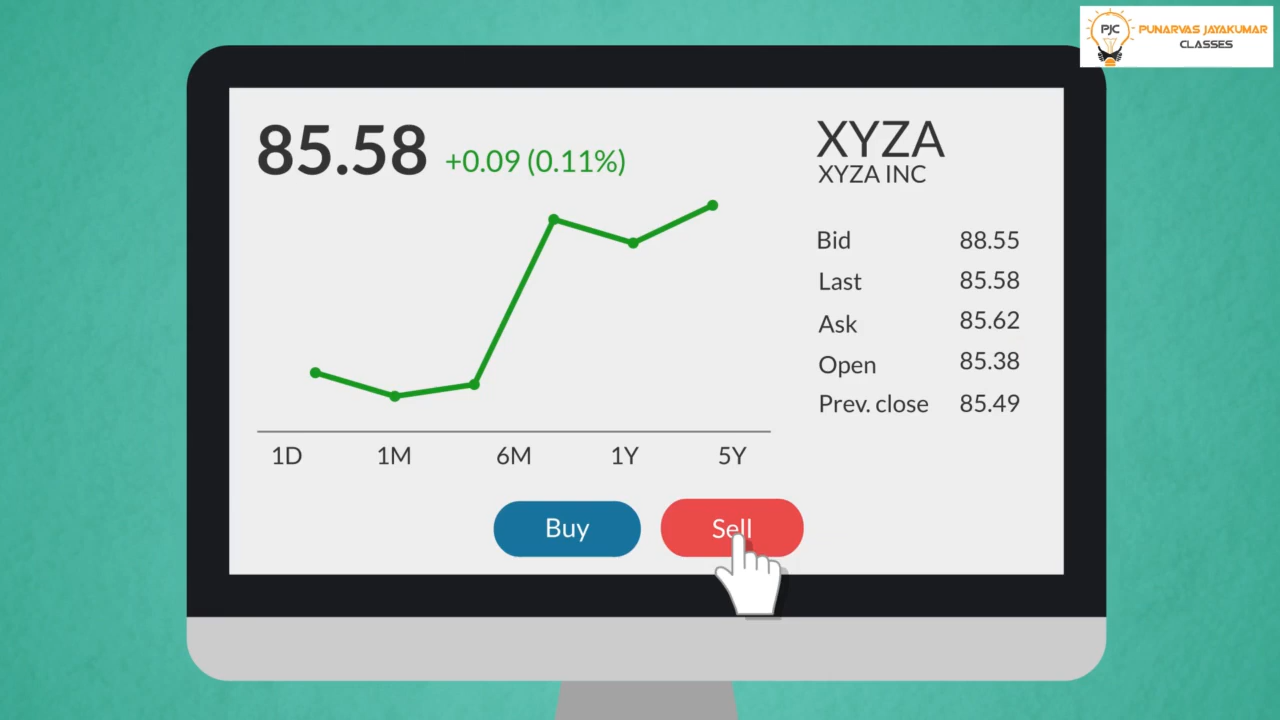 PJC
PUNARVAS JAYAKUMAR
CLASSES
85.58 +0.09 (0.11%)
XYZA
XYZA INC
Bid 88.55
Last 85.58
Ask 85.62
Open 85.38
Prev. close 85.49
1D 1M 6M 1Y 5Y
Buy Sell